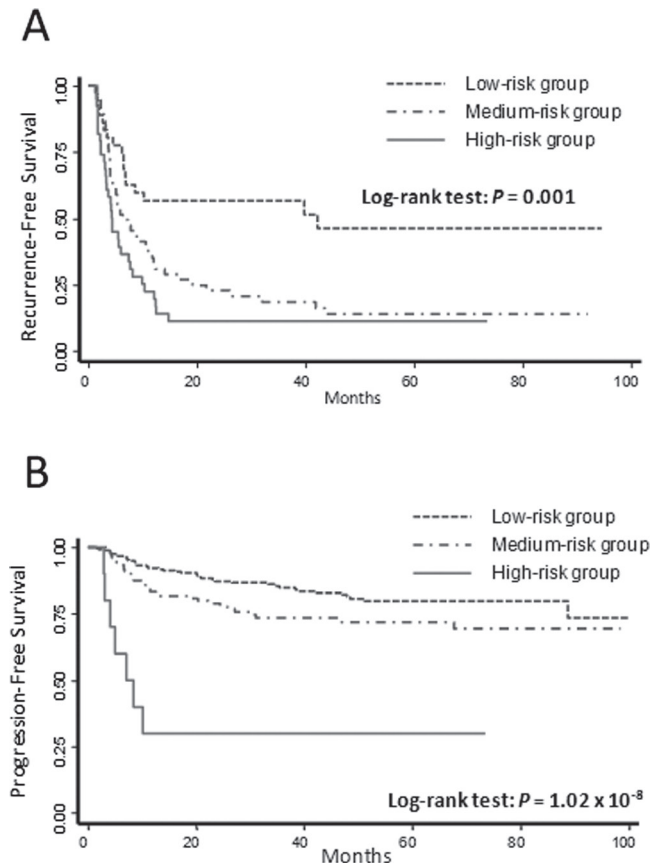 A
Low-risk group
Medium-risk group
High-risk group
Log-rank test: P = 0.001
Recurrence-Free Survival
1.00
0.75
0.50
0.25
0.00
0 20 40 60 80 100
Months
B
Low-risk group
Medium-risk group
High-risk group
Progression-Free Survival
1.00
0.75
0.50
0.25
0.00
Log-rank test: P = 1.02 x 10-8
0 20 40 60 80 100
Months